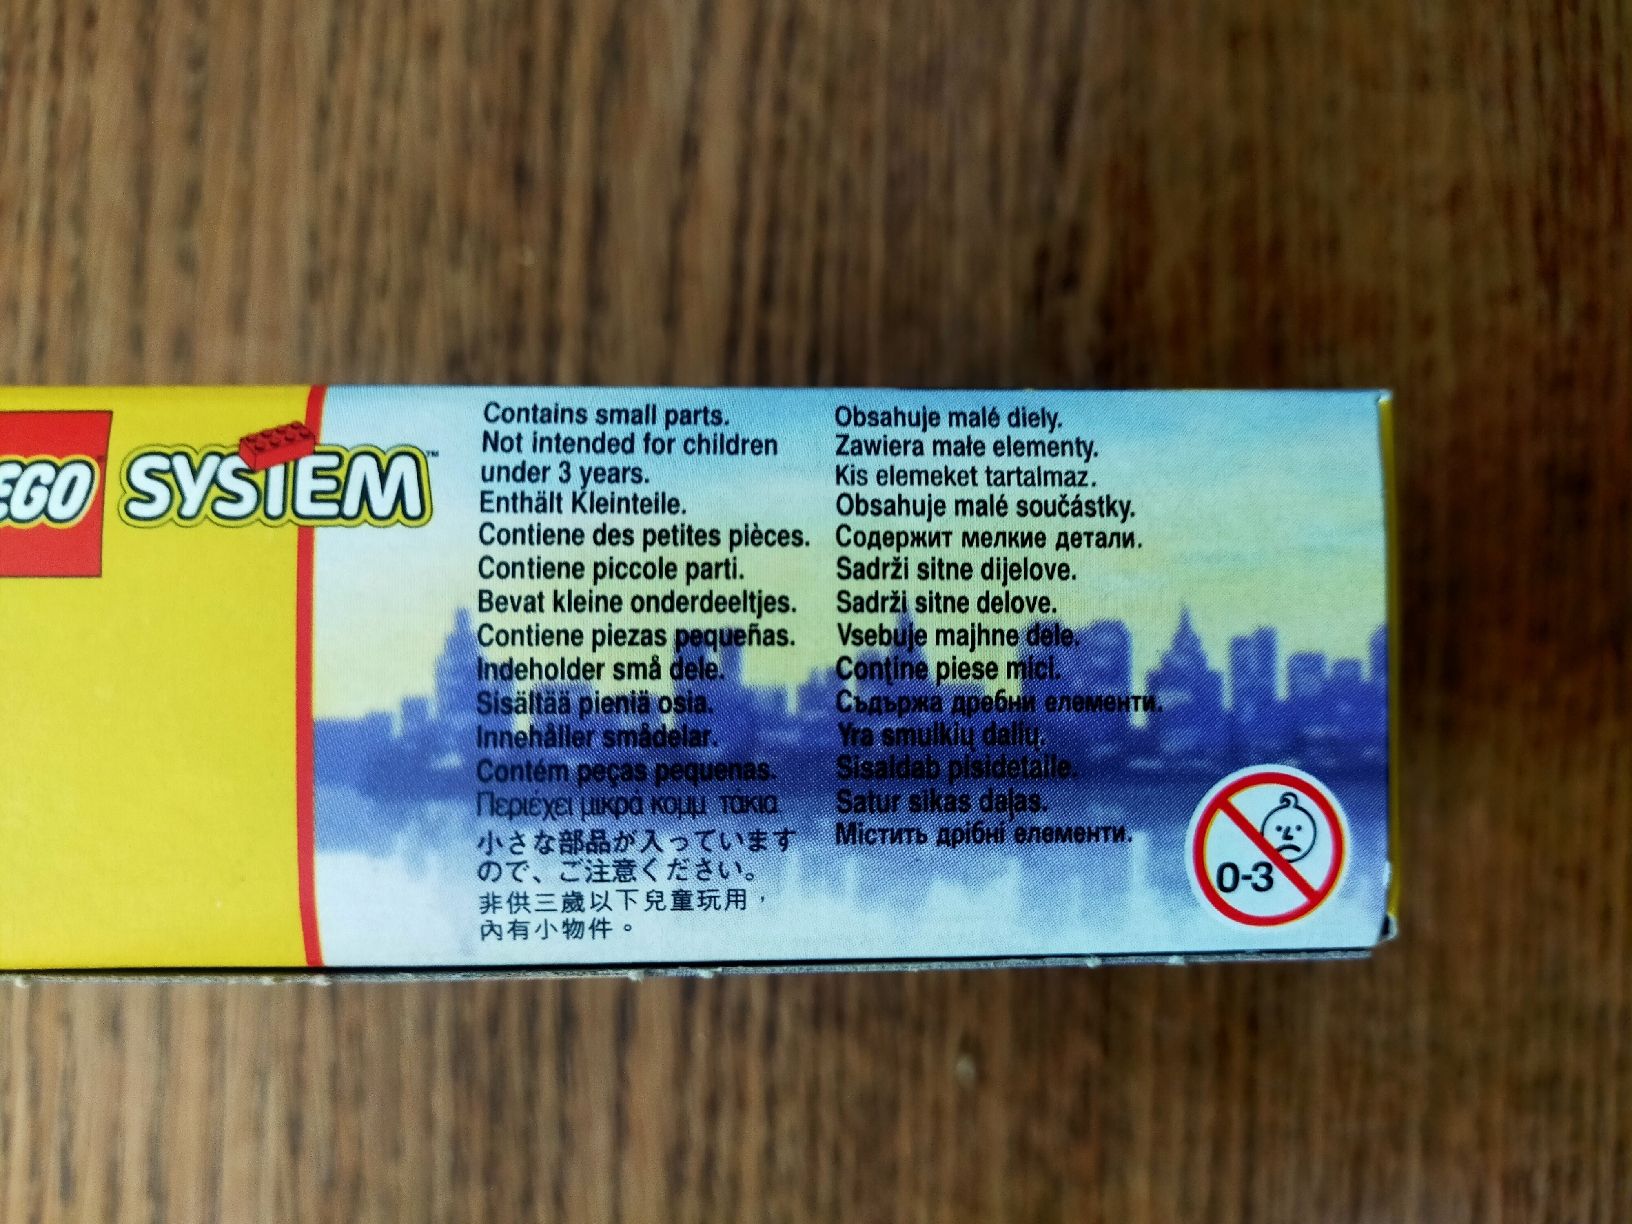 EGO
SYSTEM™
Contains small parts.
Not intended for children
under 3 years.
Enthält Kleinteile.
Contiene des petites pièces.
Contiene piccole parti.
Bevat kleine onderdeeltjes.
Contiene piezas pequeñas.
Indeholder små dele.
Sisältää pieniä osia.
Innehåller smådelar.
Contém peças pequenas.
Περιέχει μικρά κομμ τακια
小さな部品が入っています
ので、ご注意ください。
非供三歲以下兒童玩用，
內有小物件。
Obsahuje malé diely.
Zawiera małe elementy.
Kis elemeket tartalmaz.
Obsahuje malé součástky.
Содержит мелкие детали.
Sadrži sitne dijelove.
Sadrži sitne delove.
Vsebuje majhne dele.
Conţine piese mici.
Съдържа дребни елементи.
Yra smulkių dalių.
Sisaldab pisidetaile.
Satur sīkas daļas.
Містить дрібні елементи.
0-3